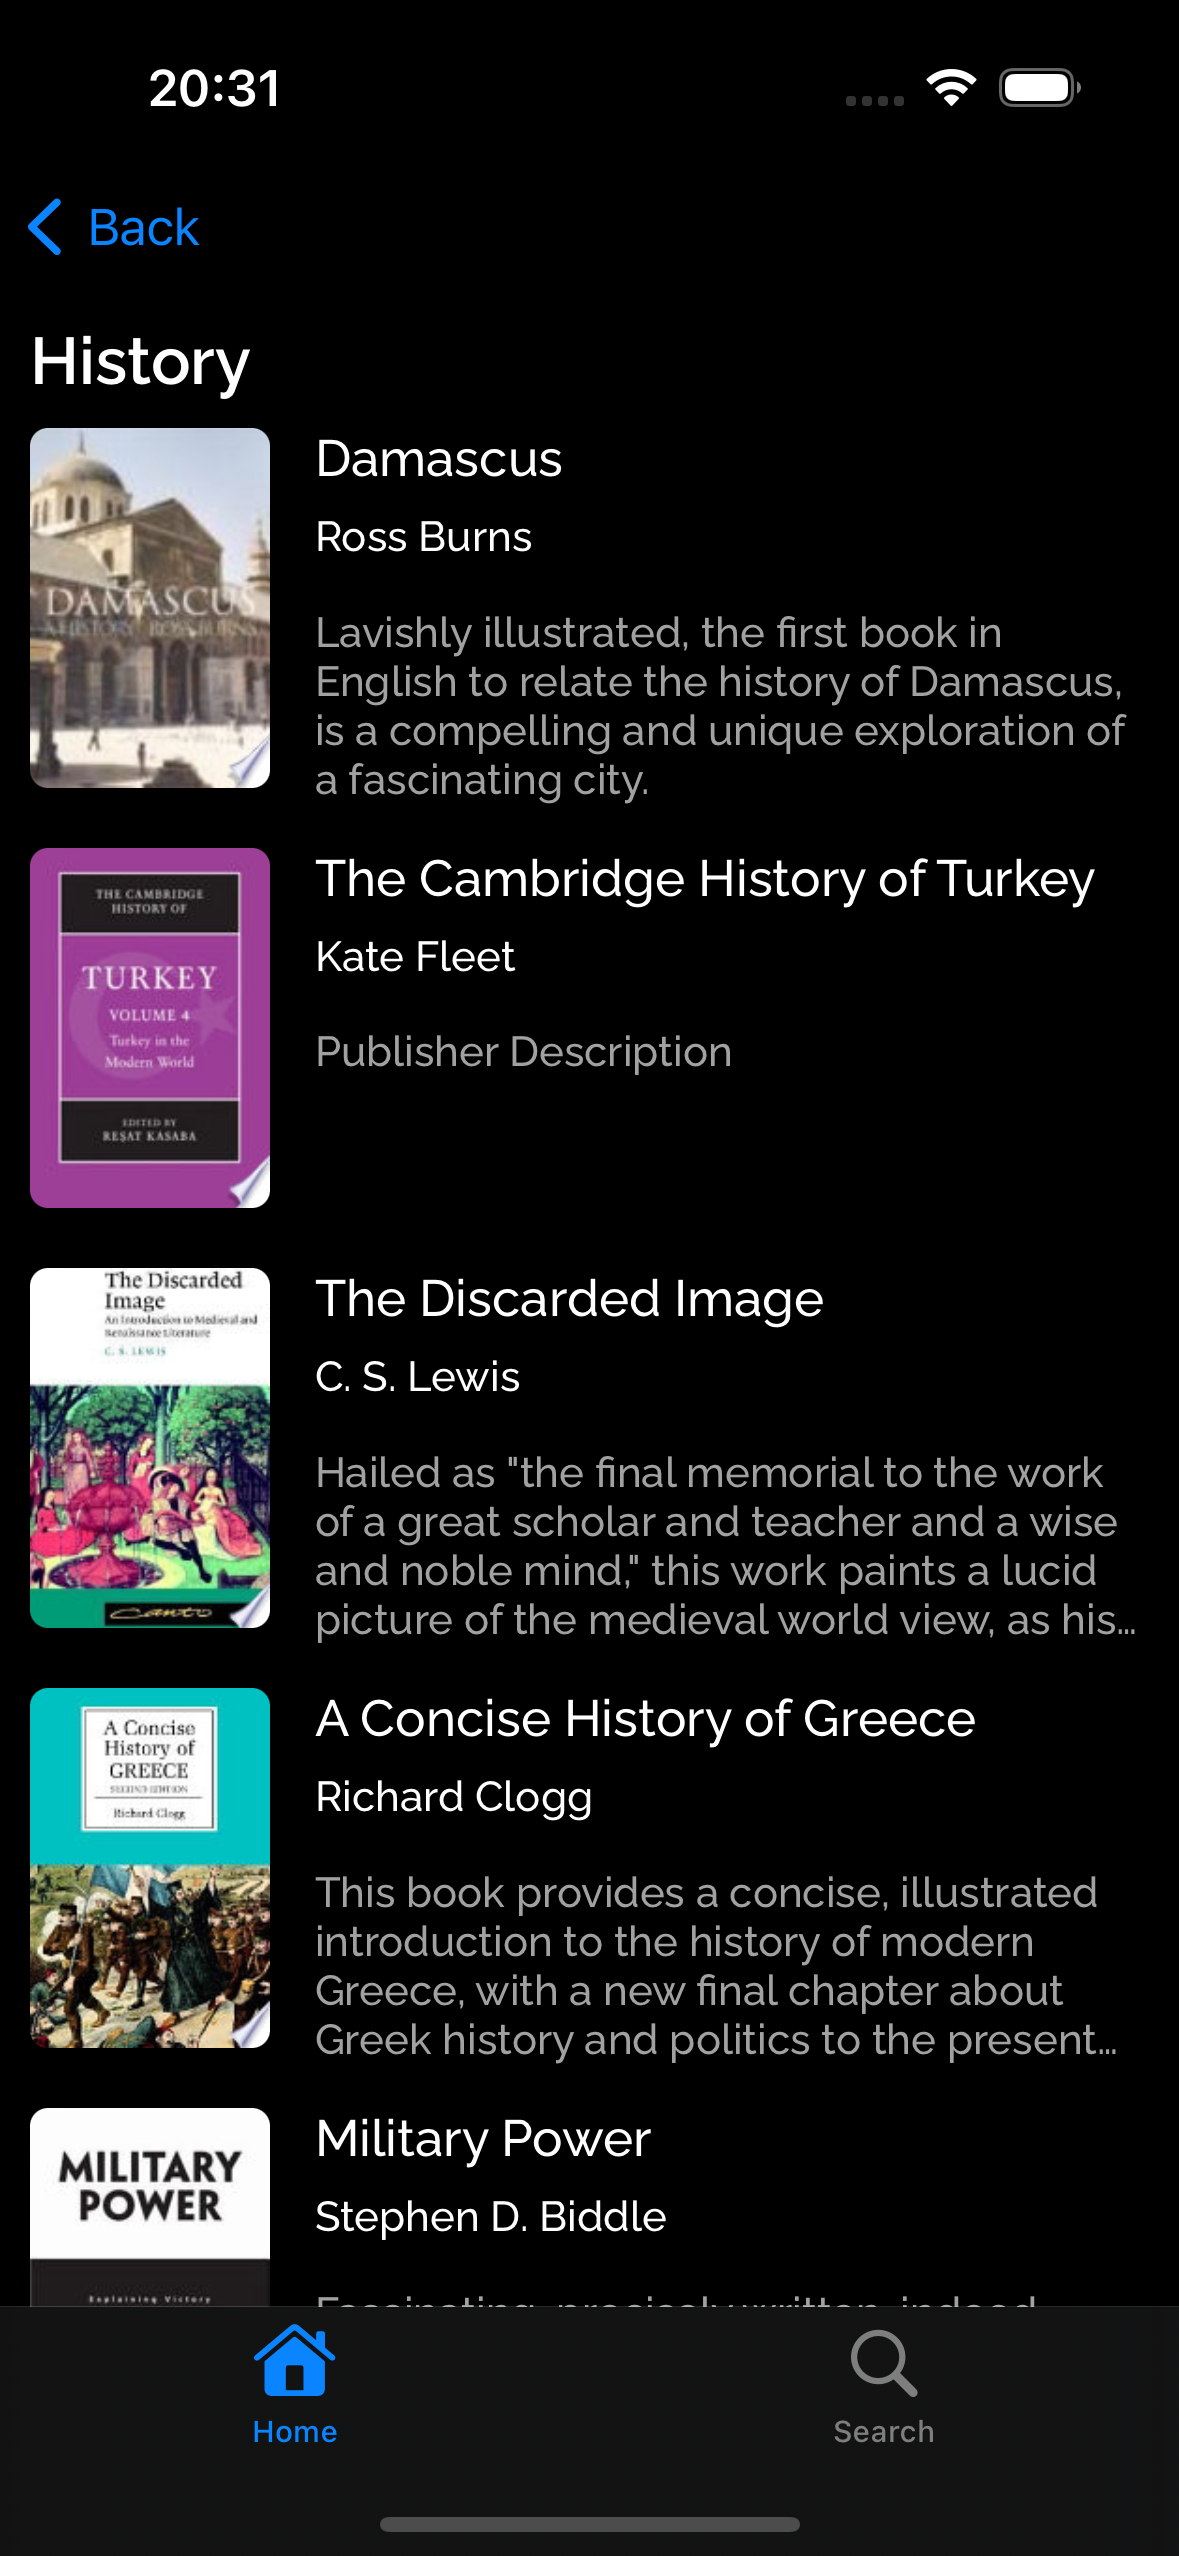 20:31
Back
History
DAMASCUS
A HISTORY ROSS BURNS
Damascus
Ross Burns
Lavishly illustrated, the first book in
English to relate the history of Damascus,
is a compelling and unique exploration of
a fascinating city.
THE CAMBRIDGE
HISTORY OF
TURKEY
VOLUME 4
Turkey in the
Modern World
EDITED BY
REŞAT KASABA
The Cambridge History of Turkey
Kate Fleet
Publisher Description
The Discarded
Image
An Introduction to Medieval and
Renaissance Literature
C. S. LEWIS
Canto
The Discarded Image
C. S. Lewis
Hailed as "the final memorial to the work
of a great scholar and teacher and a wise
and noble mind," this work paints a lucid
picture of the medieval world view, as his...
A Concise
History of
GREECE
SECOND EDITION
Richard Clogg
A Concise History of Greece
Richard Clogg
This book provides a concise, illustrated
introduction to the history of modern
Greece, with a new final chapter about
Greek history and politics to the present...
MILITARY
POWER
Explaining Victory
Military Power
Stephen D. Biddle
Fascinating, precisely written, indeed
Home
Search